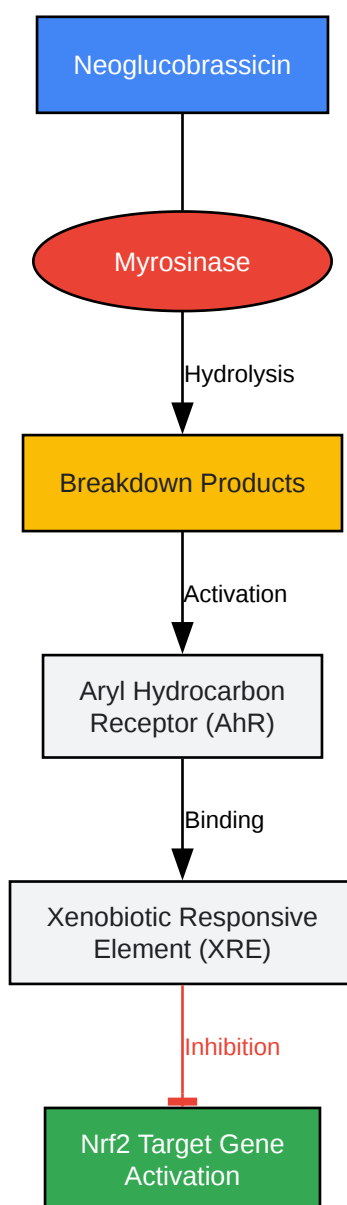 Neoglucobrassicin
Myrosinase
Hydrolysis
Breakdown Products
Activation
Aryl Hydrocarbon
Receptor (AhR)
Binding
Xenobiotic Responsive
Element (XRE)
Inhibition
Nrf2 Target Gene
Activation